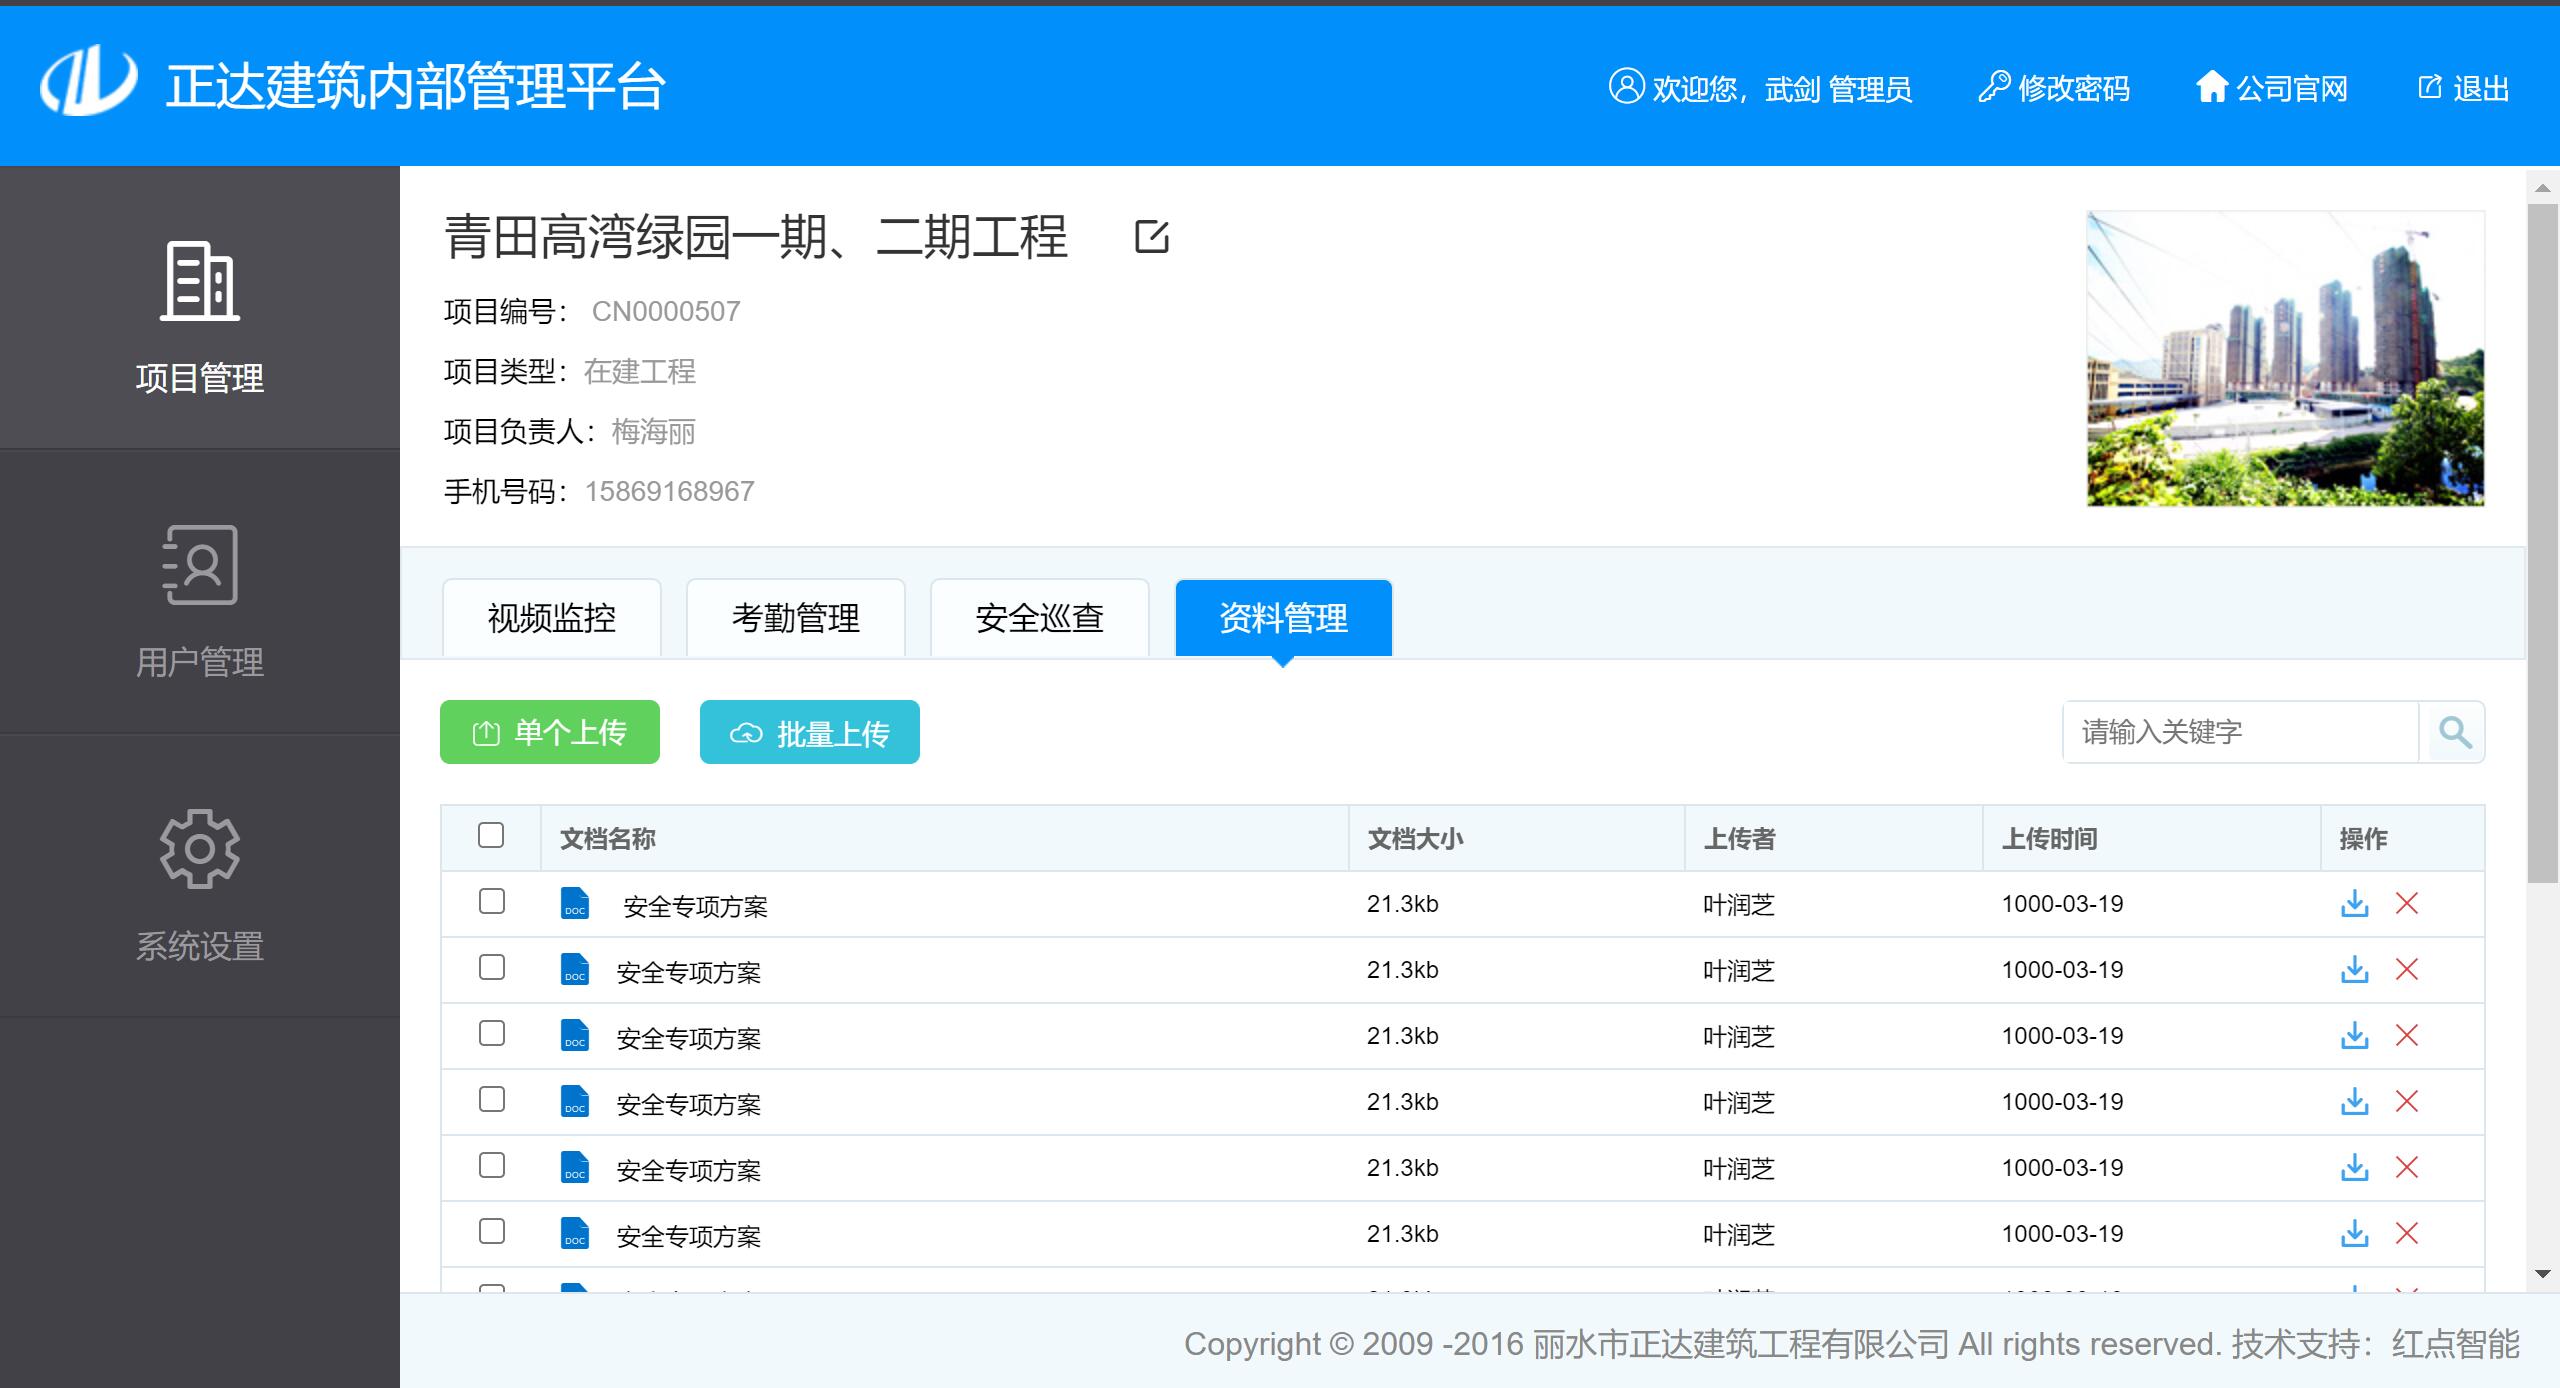 正达建筑内部管理平台
欢迎您，武剑 管理员 修改密码 公司官网 退出
项目管理
用户管理
系统设置
青田高湾绿园一期、二期工程
项目编号： CN0000507
项目类型：在建工程
项目负责人：梅海丽
手机号码：15869168967
视频监控 考勤管理 安全巡查 资料管理
单个上传 批量上传 请输入关键字
文档名称 文档大小 上传者 上传时间 操作
DOC 安全专项方案 21.3kb 叶润芝 1000-03-19
DOC 安全专项方案 21.3kb 叶润芝 1000-03-19
DOC 安全专项方案 21.3kb 叶润芝 1000-03-19
DOC 安全专项方案 21.3kb 叶润芝 1000-03-19
DOC 安全专项方案 21.3kb 叶润芝 1000-03-19
DOC 安全专项方案 21.3kb 叶润芝 1000-03-19
Copyright © 2009 -2016 丽水市正达建筑工程有限公司 All rights reserved. 技术支持：红点智能